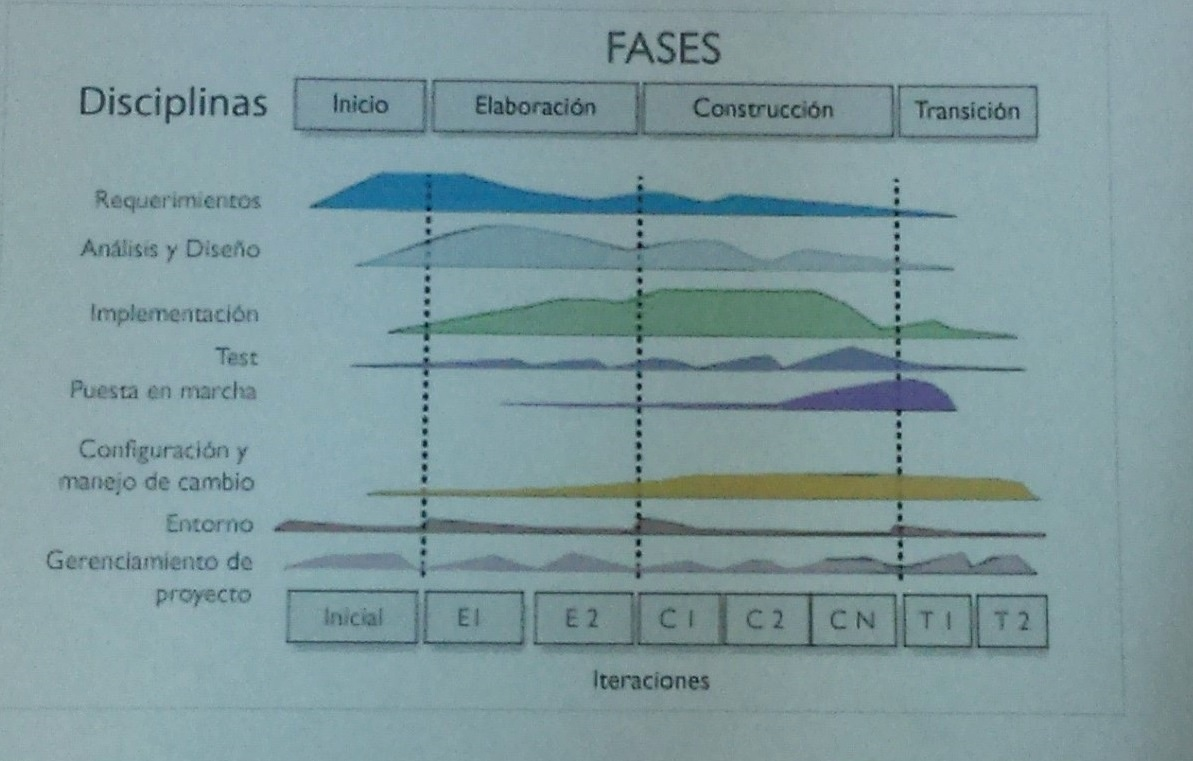 FASES
Disciplinas
Inicio
Elaboración
Construcción
Transición
Requerimientos
Análisis y Diseño
Implementación
Test
Puesta en marcha
Configuración y
manejo de cambio
Entorno
Gerenciamiento de
proyecto
Inicial
E1
E 2
C 1
C 2
C N
T 1
T 2
Iteraciones